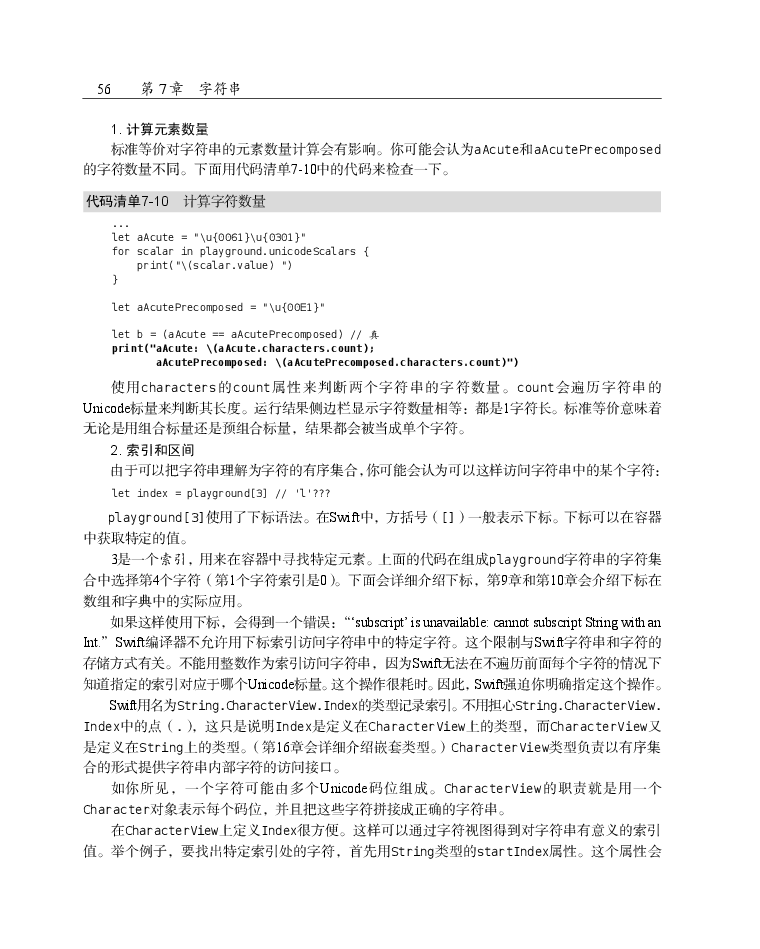 56 第 7 章 字符串
1. 计算元素数量
标准等价对字符串的元素数量计算会有影响。你可能会认为aAcute和aAcutePrecomposed
的字符数量不同。下面用代码清单7-10中的代码来检查一下。
代码清单7-10 计算字符数量
...
let aAcute = "\u{0061}\u{0301}"
for scalar in playground.unicodeScalars {
    print("\(scalar.value) ")
}
let aAcutePrecomposed = "\u{00E1}"
let b = (aAcute == aAcutePrecomposed) // 真
print("aAcute: \(aAcute.characters.count);
       aAcutePrecomposed: \(aAcutePrecomposed.characters.count)")
使用characters的count属性来判断两个字符串的字符数量。count会遍历字符串的
Unicode标量来判断其长度。运行结果侧边栏显示字符数量相等：都是1字符长。标准等价意味着
无论是用组合标量还是预组合标量，结果都会被当成单个字符。
2. 索引和区间
由于可以把字符串理解为字符的有序集合，你可能会认为可以这样访问字符串中的某个字符：
let index = playground[3] // 'l'???
playground[3]使用了下标语法。在Swift中，方括号（[]）一般表示下标。下标可以在容器
中获取特定的值。
3是一个索引，用来在容器中寻找特定元素。上面的代码在组成playground字符串的字符集
合中选择第4个字符（第1个字符索引是0）。下面会详细介绍下标，第9章和第10章会介绍下标在
数组和字典中的实际应用。
如果这样使用下标，会得到一个错误：“‘subscript’ is unavailable: cannot subscript String with an
Int.” Swift编译器不允许用下标索引访问字符串中的特定字符。这个限制与Swift字符串和字符的
存储方式有关。不能用整数作为索引访问字符串，因为Swift无法在不遍历前面每个字符的情况下
知道指定的索引对应于哪个Unicode标量。这个操作很耗时。因此，Swift强迫你明确指定这个操作。
Swift用名为String.CharacterView.Index的类型记录索引。不用担心String.CharacterView.
Index中的点（.），这只是说明Index是定义在CharacterView上的类型，而CharacterView又
是定义在String上的类型。（第16章会详细介绍嵌套类型。）CharacterView类型负责以有序集
合的形式提供字符串内部字符的访问接口。
如你所见，一个字符可能由多个Unicode码位组成。CharacterView的职责就是用一个
Character对象表示每个码位，并且把这些字符拼接成正确的字符串。
在CharacterView上定义Index很方便。这样可以通过字符视图得到对字符串有意义的索引
值。举个例子，要找出特定索引处的字符，首先用String类型的startIndex属性。这个属性会